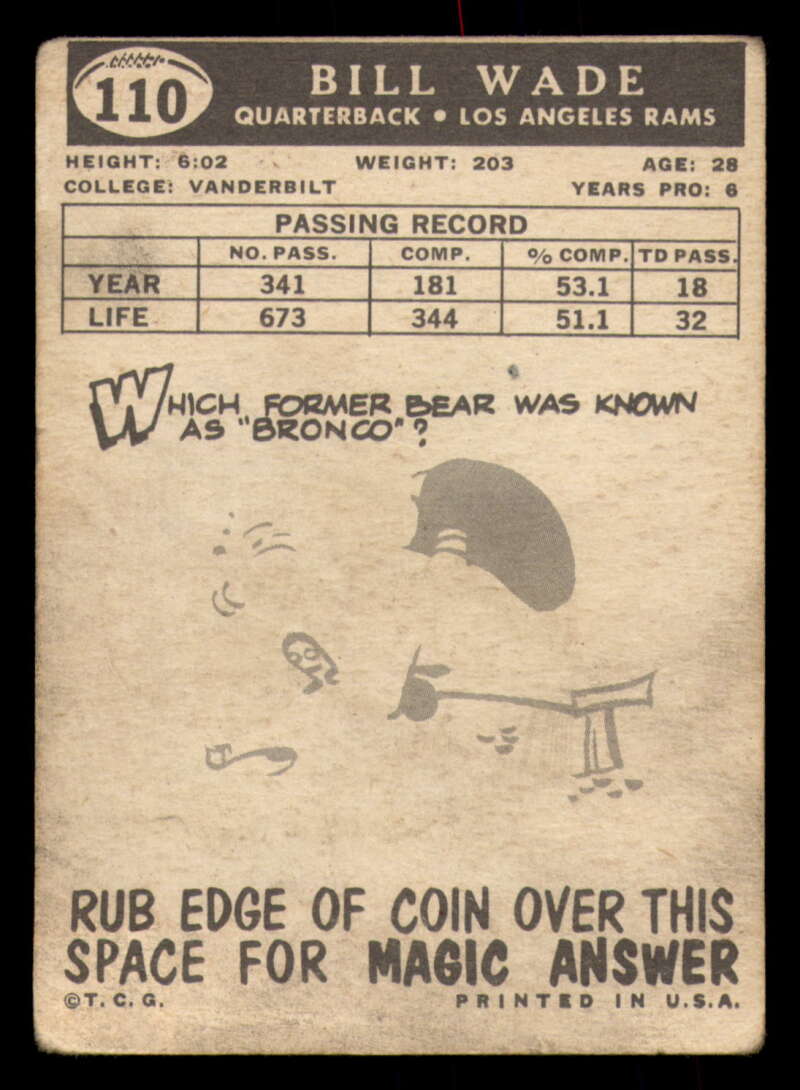 110
BILL WADE
QUARTERBACK • LOS ANGELES RAMS
HEIGHT: 6:02 WEIGHT: 203 AGE: 28
COLLEGE: VANDERBILT YEARS PRO: 6
PASSING RECORD
NO. PASS. COMP. % COMP. TD PASS.
YEAR 341 181 53.1 18
LIFE 673 344 51.1 32
WHICH FORMER BEAR WAS KNOWN
AS "BRONCO"?
RUB EDGE OF COIN OVER THIS
SPACE FOR MAGIC ANSWER
©T.C.G. PRINTED IN U.S.A.